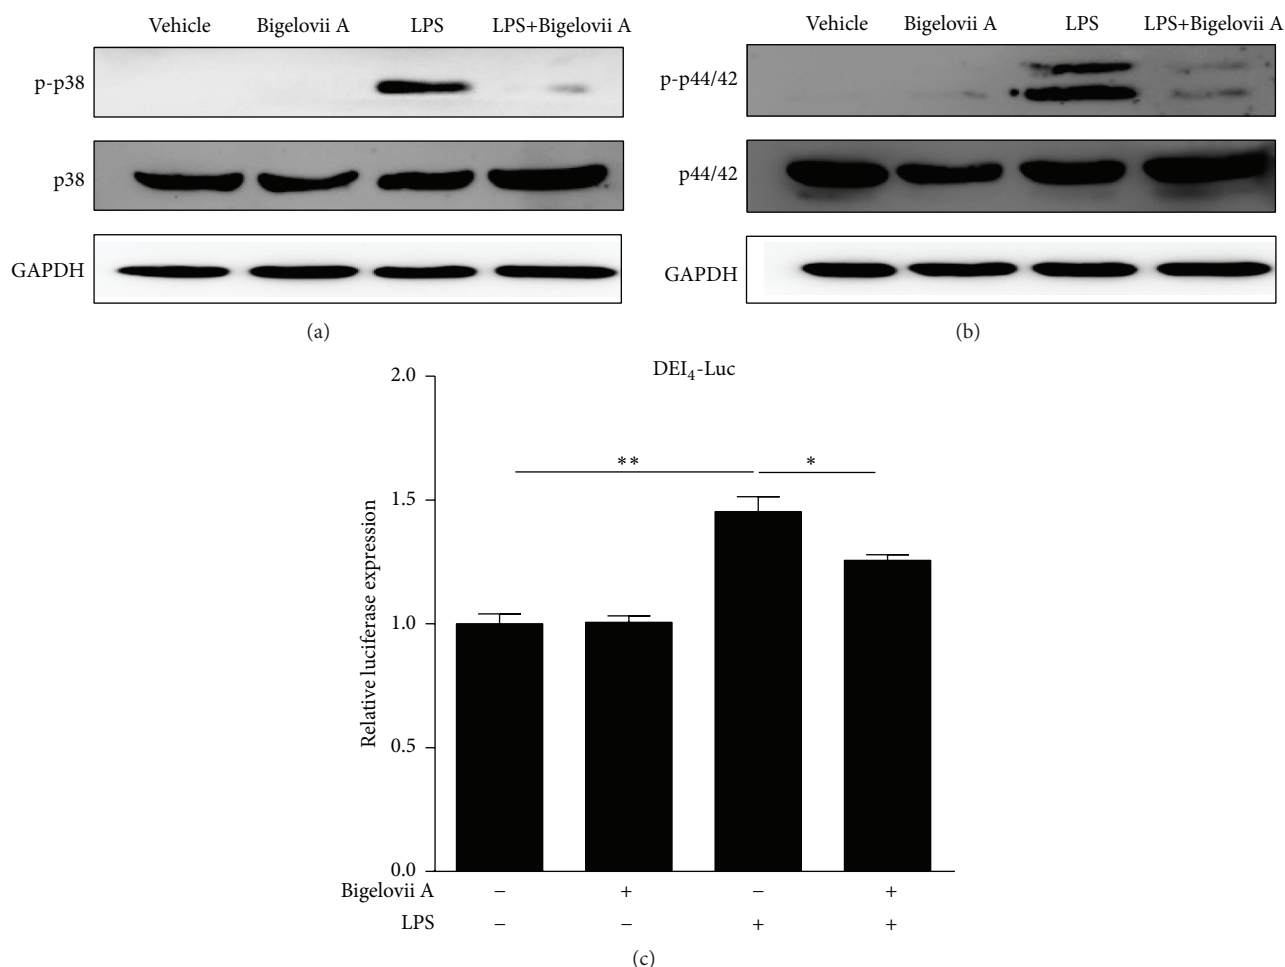 Vehicle Bigelovii A LPS LPS+Bigelovii A
p-p38
p38
GAPDH
(a)
Vehicle Bigelovii A LPS LPS+Bigelovii A
p-p44/42
p44/42
GAPDH
(b)
DEI₄-Luc
Relative luciferase expression
2.0
1.5
1.0
0.5
0.0
** *
Bigelovii A − + − +
LPS − − + +
(c)